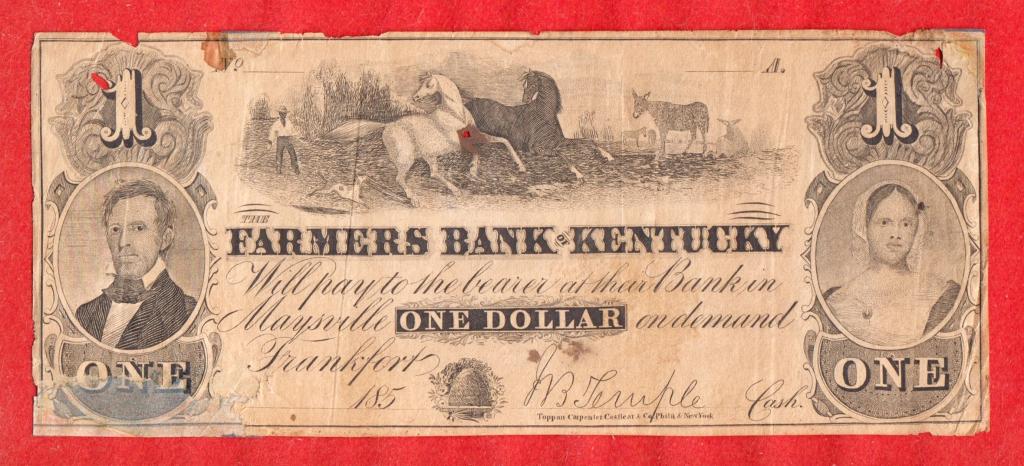 No. A.
1 1
THE
FARMERS BANK OF KENTUCKY
Will pay to the bearer at their Bank in
Maysville ONE DOLLAR on demand
Frankfort
185 JB Temple Cash.
ONE ONE
Toppan Carpenter Casilear & Co. Phila. & New York